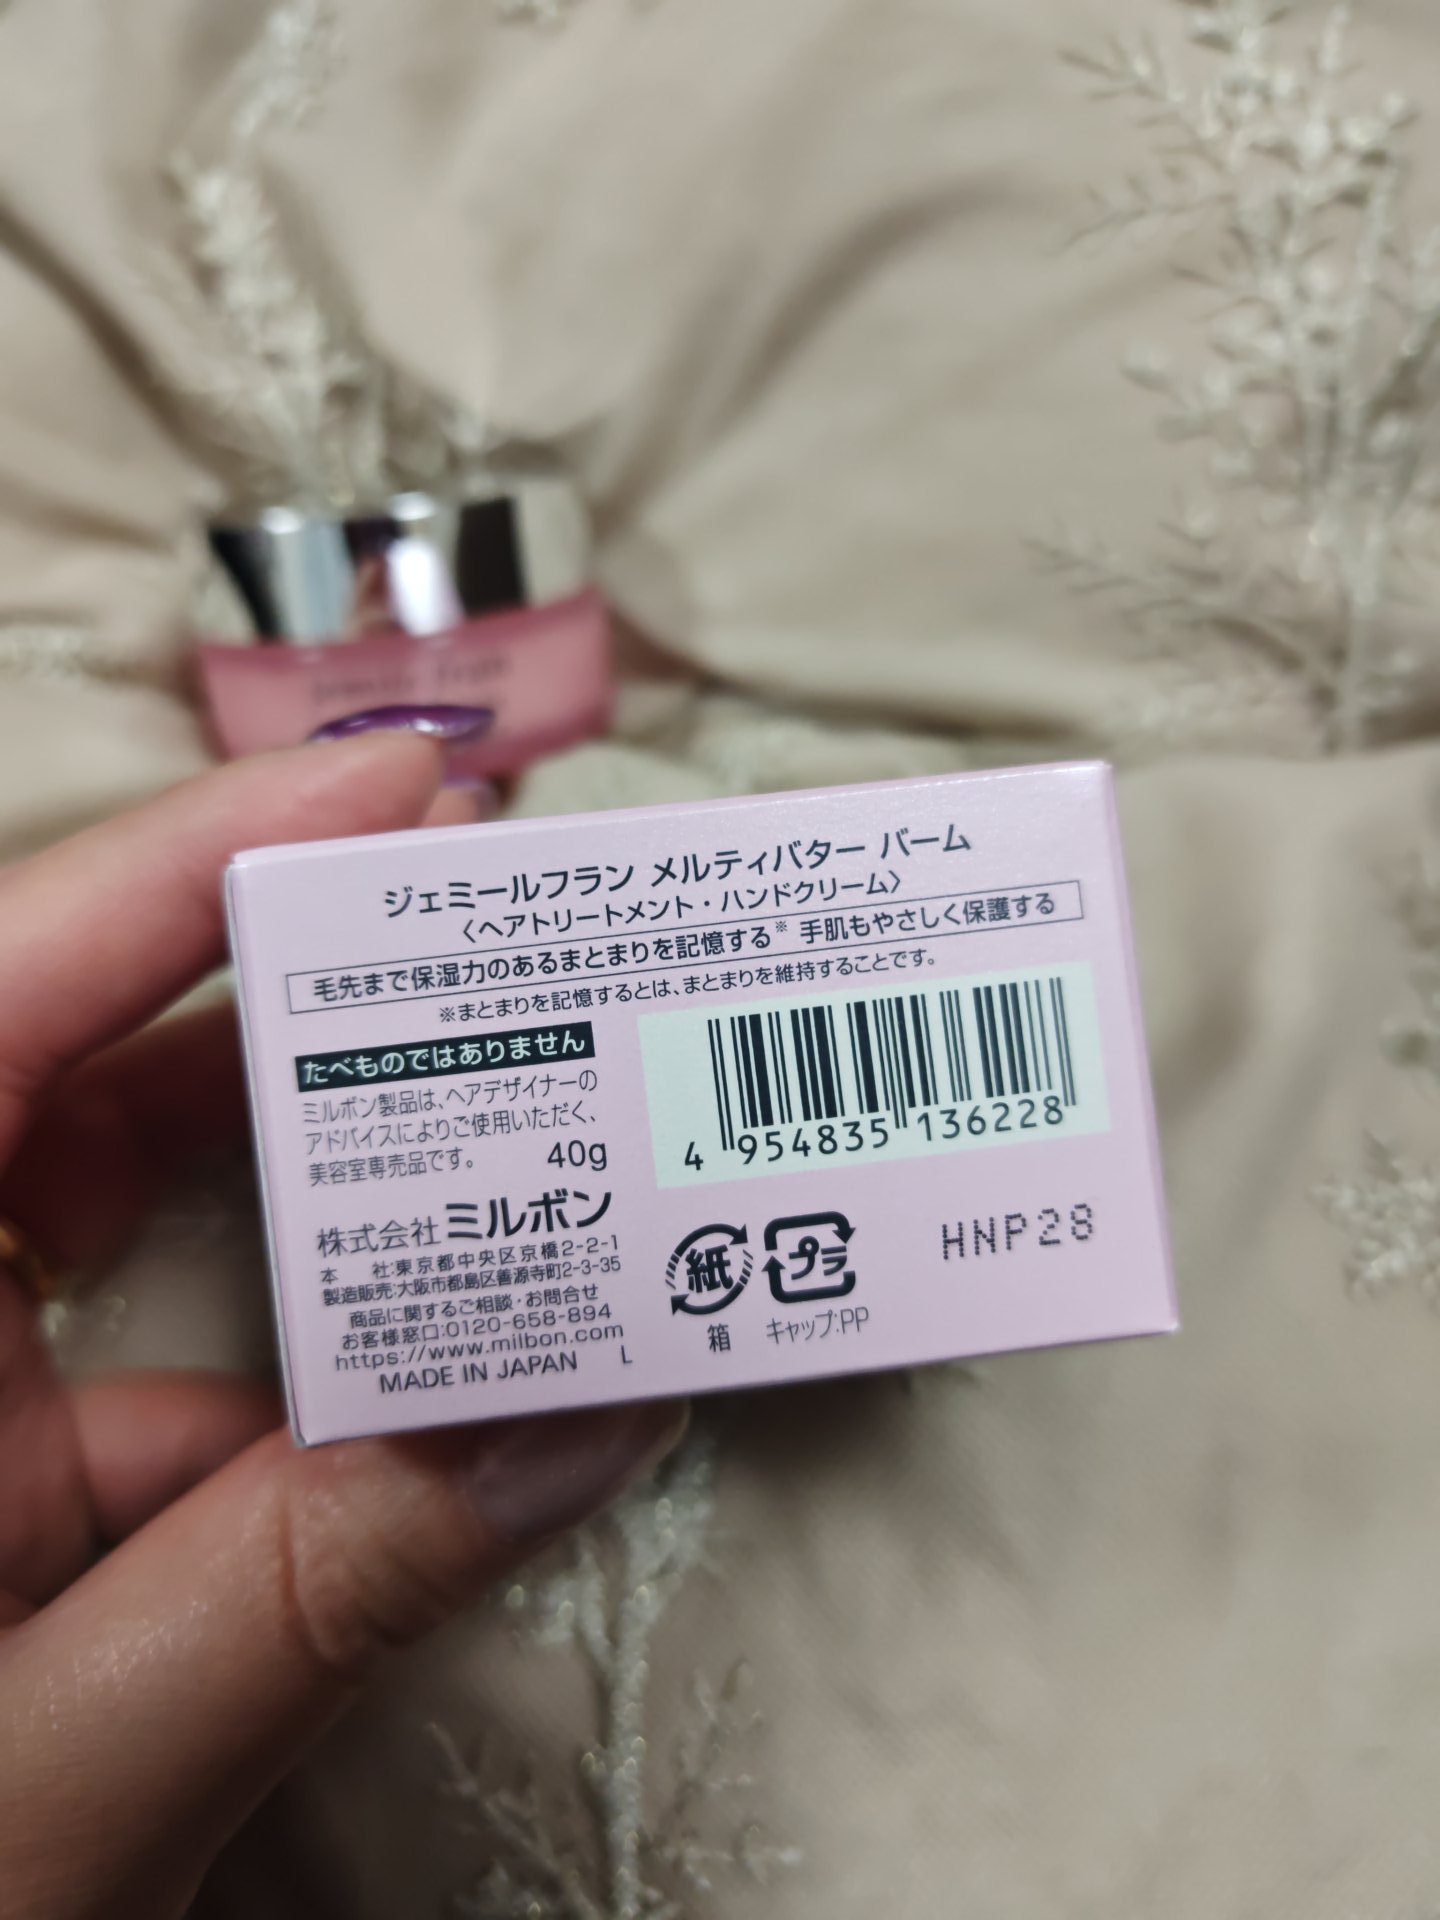 ジェミールフラン メルティバター バーム
〈ヘアトリートメント・ハンドクリーム〉
毛先まで保湿力のあるまとまりを記憶する※ 手肌もやさしく保護する
※まとまりを記憶するとは、まとまりを維持することです。
たべものではありません
ミルボン製品は、ヘアデザイナーの
アドバイスによりご使用いただく、
美容室専売品です。 40g
株式会社ミルボン
本 社:東京都中央区京橋2-2-1
製造販売:大阪市都島区善源寺町2-3-35
商品に関するご相談・お問合せ
お客様窓口:0120-658-894
https://www.milbon.com
MADE IN JAPAN L
4 954835 136228
紙 プラ
箱 キャップ:PP
HNP28